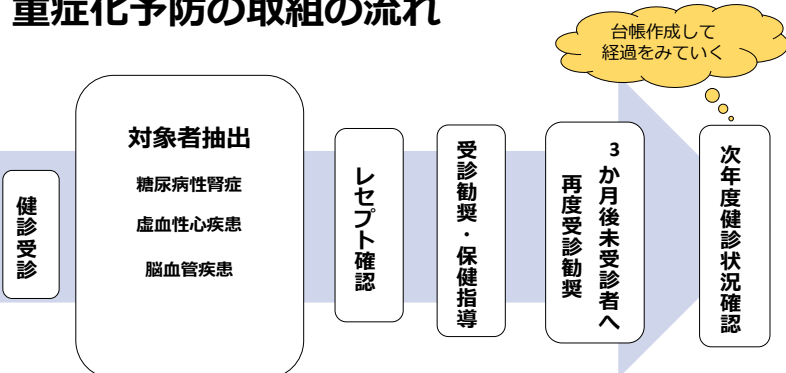 重症化予防の取組の流れ
台帳作成して
経過をみていく
健診受診
対象者抽出
糖尿病性腎症
虚血性心疾患
脳血管疾患
レセプト確認
受診勧奨・保健指導
3か月後未受診者へ
再度受診勧奨
次年度健診状況確認